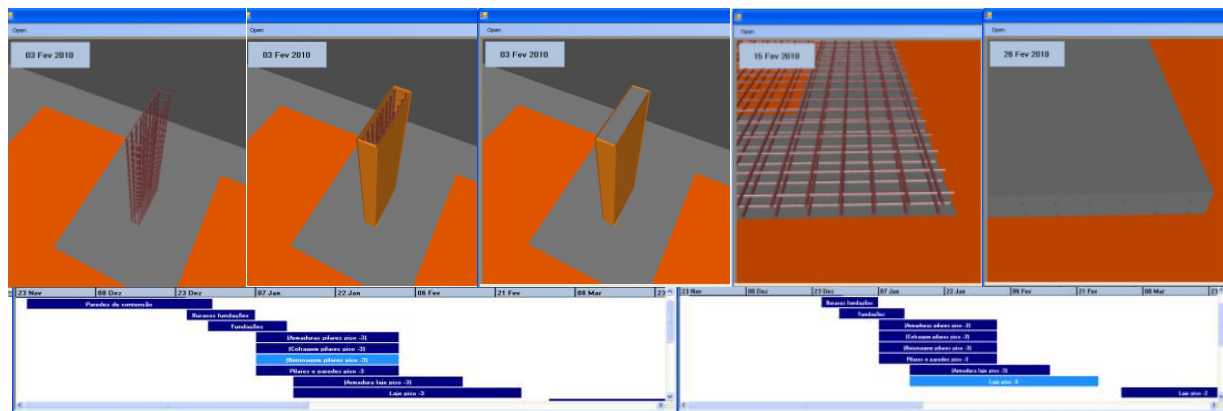 Open
03 Fev 2010
Open
03 Fev 2010
Open
03 Fev 2010
Open
15 Fev 2010
Open
26 Fev 2010
23 Nov 08 Dez 23 Dez 07 Jan 22 Jan 06 Fev 21 Fev 08 Mar 23
Paredes de contensão
Buracos fundações
Fundações
(Armaduras pilares piso -3)
(Cofragem pilares piso -3)
(Betonagem pilares piso -3)
Pilares e paredes piso -3
(Armadura laje piso -3)
Laje piso -3
23 Nov 08 Dez 23 Dez 07 Jan 22 Jan 06 Fev 21 Fev 08 Mar 23
Buracos fundações
Fundações
(Armaduras pilares piso -3)
(Cofragem pilares piso -3)
(Betonagem pilares piso -3)
Pilares e paredes piso -3
(Armadura laje piso -3)
Laje piso -3
Laje piso -2